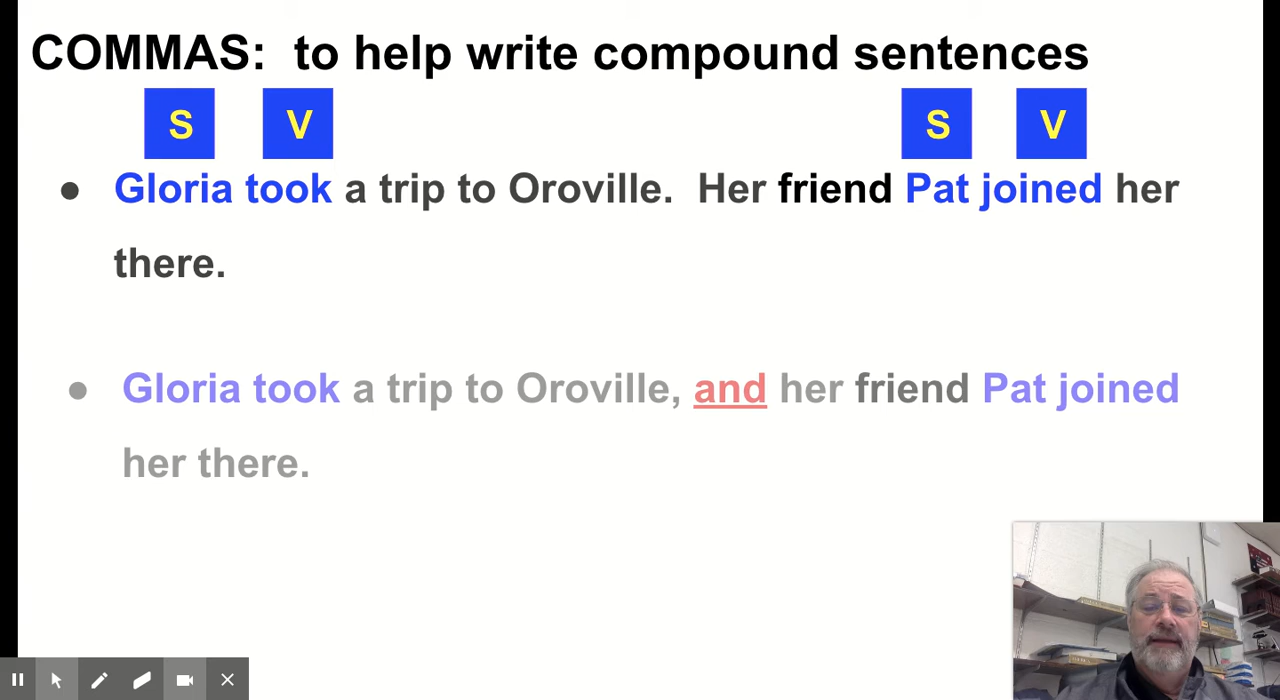 COMMAS: to help write compound sentences
S V S V
● Gloria took a trip to Oroville. Her friend Pat joined her
there.
● Gloria took a trip to Oroville, and her friend Pat joined
her there.